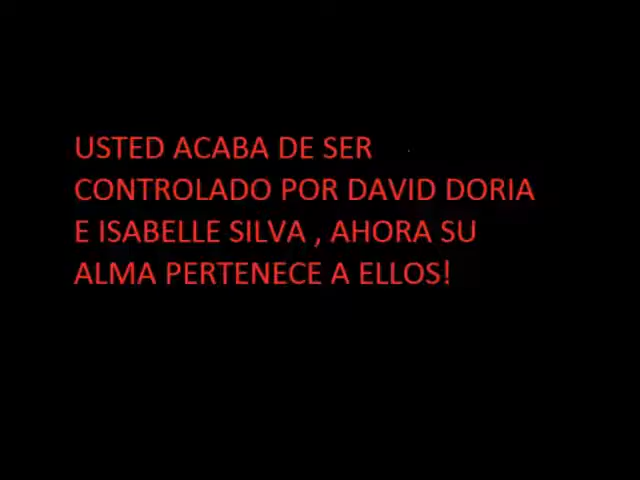 USTED ACABA DE SER
CONTROLADO POR DAVID DORIA
E ISABELLE SILVA , AHORA SU
ALMA PERTENECE A ELLOS!